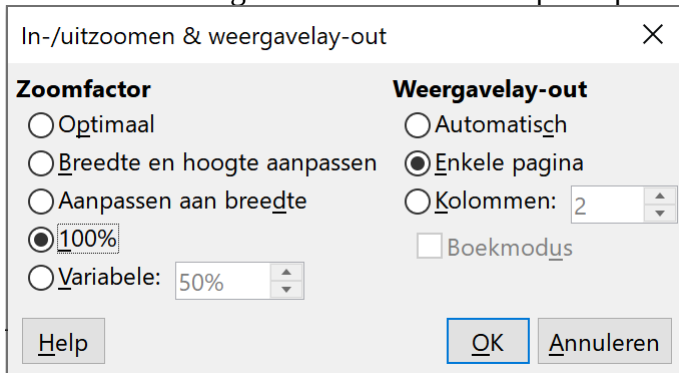 In-/uitzoomen & weergavelay-out
Zoomfactor
Optimaal
Breedte en hoogte aanpassen
Aanpassen aan breedte
100%
Variabele: 50%
Weergavelay-out
Automatisch
Enkele pagina
Kolommen: 2
Boekmodus
Help
OK
Annuleren